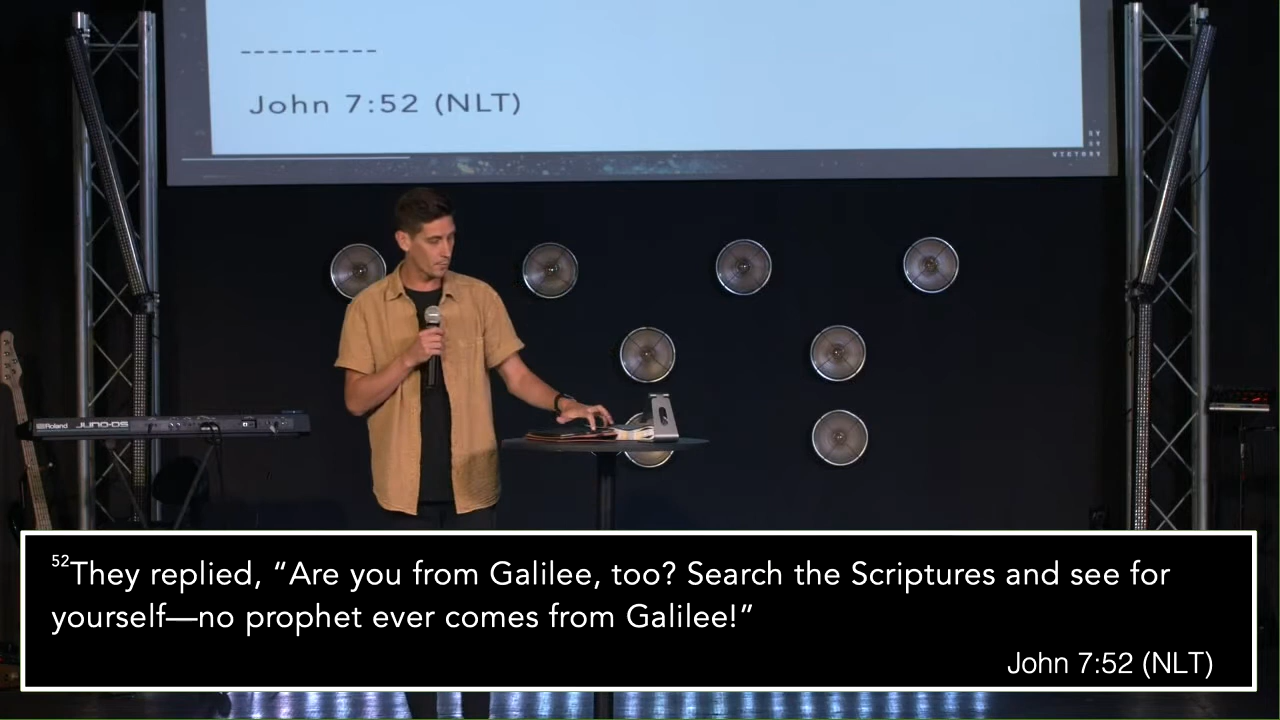 ----------
John 7:52 (NLT)
VICTORY
Roland JUNO-DS
52They replied, “Are you from Galilee, too? Search the Scriptures and see for
yourself—no prophet ever comes from Galilee!”
John 7:52 (NLT)